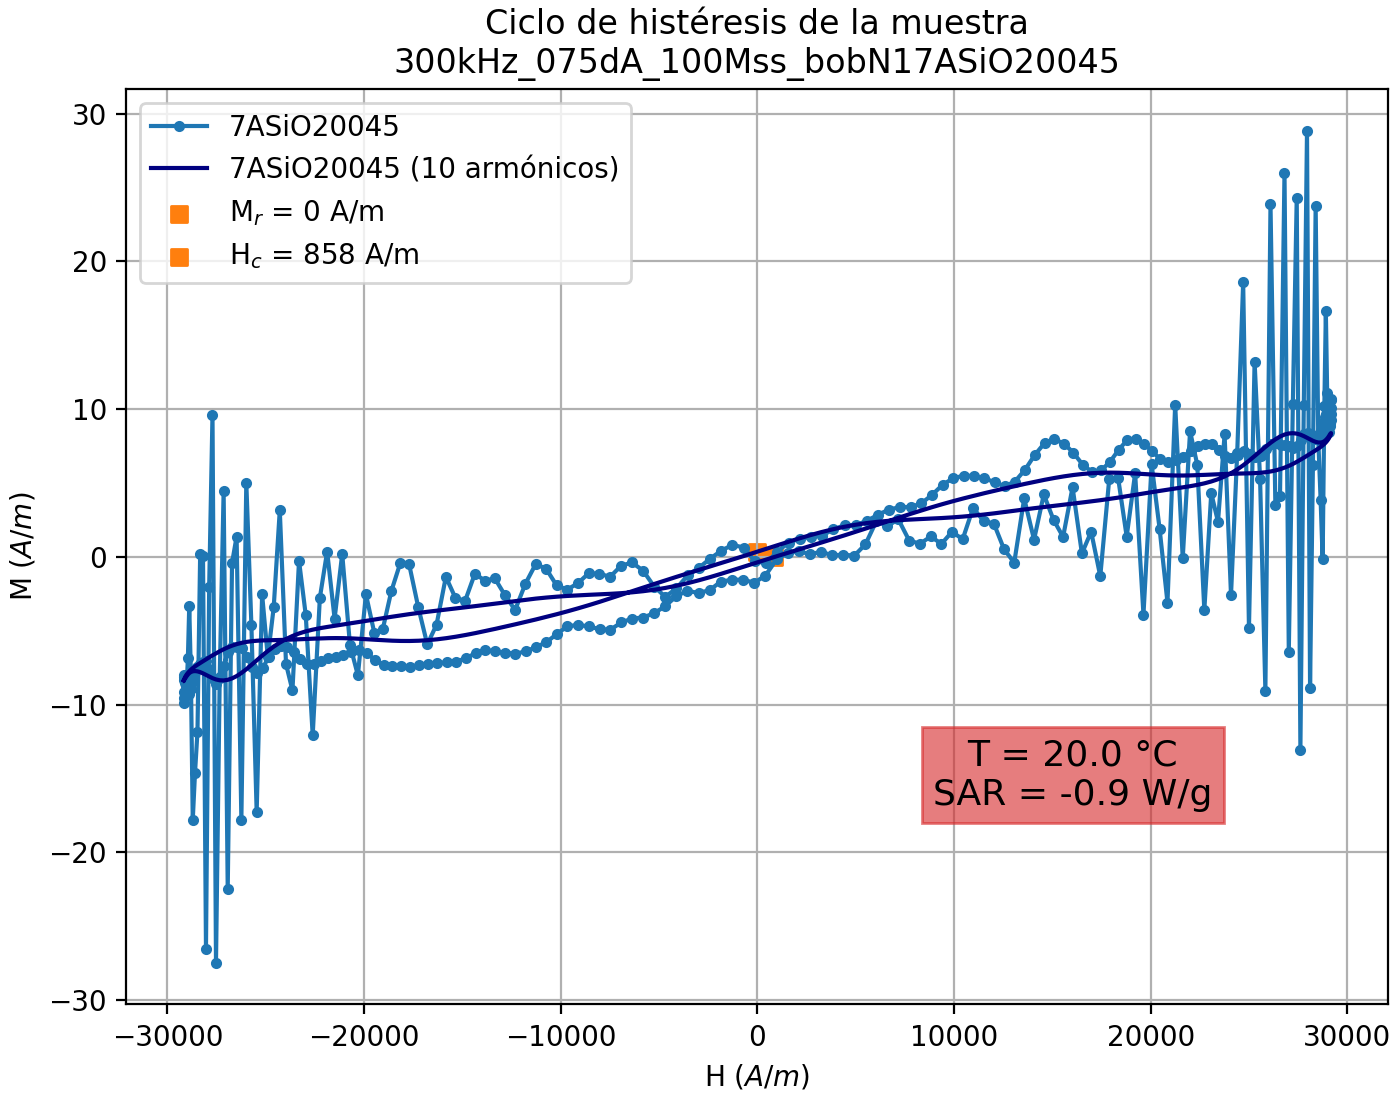 Ciclo de histéresis de la muestra
300kHz_075dA_100Mss_bobN17ASiO20045
7ASiO20045
7ASiO20045 (10 armónicos)
Mᵣ = 0 A/m
H_c = 858 A/m
30
20
10
0
−10
−20
−30
M (A/m)
T = 20.0 °C
SAR = -0.9 W/g
−30000 −20000 −10000 0 10000 20000 30000
H (A/m)